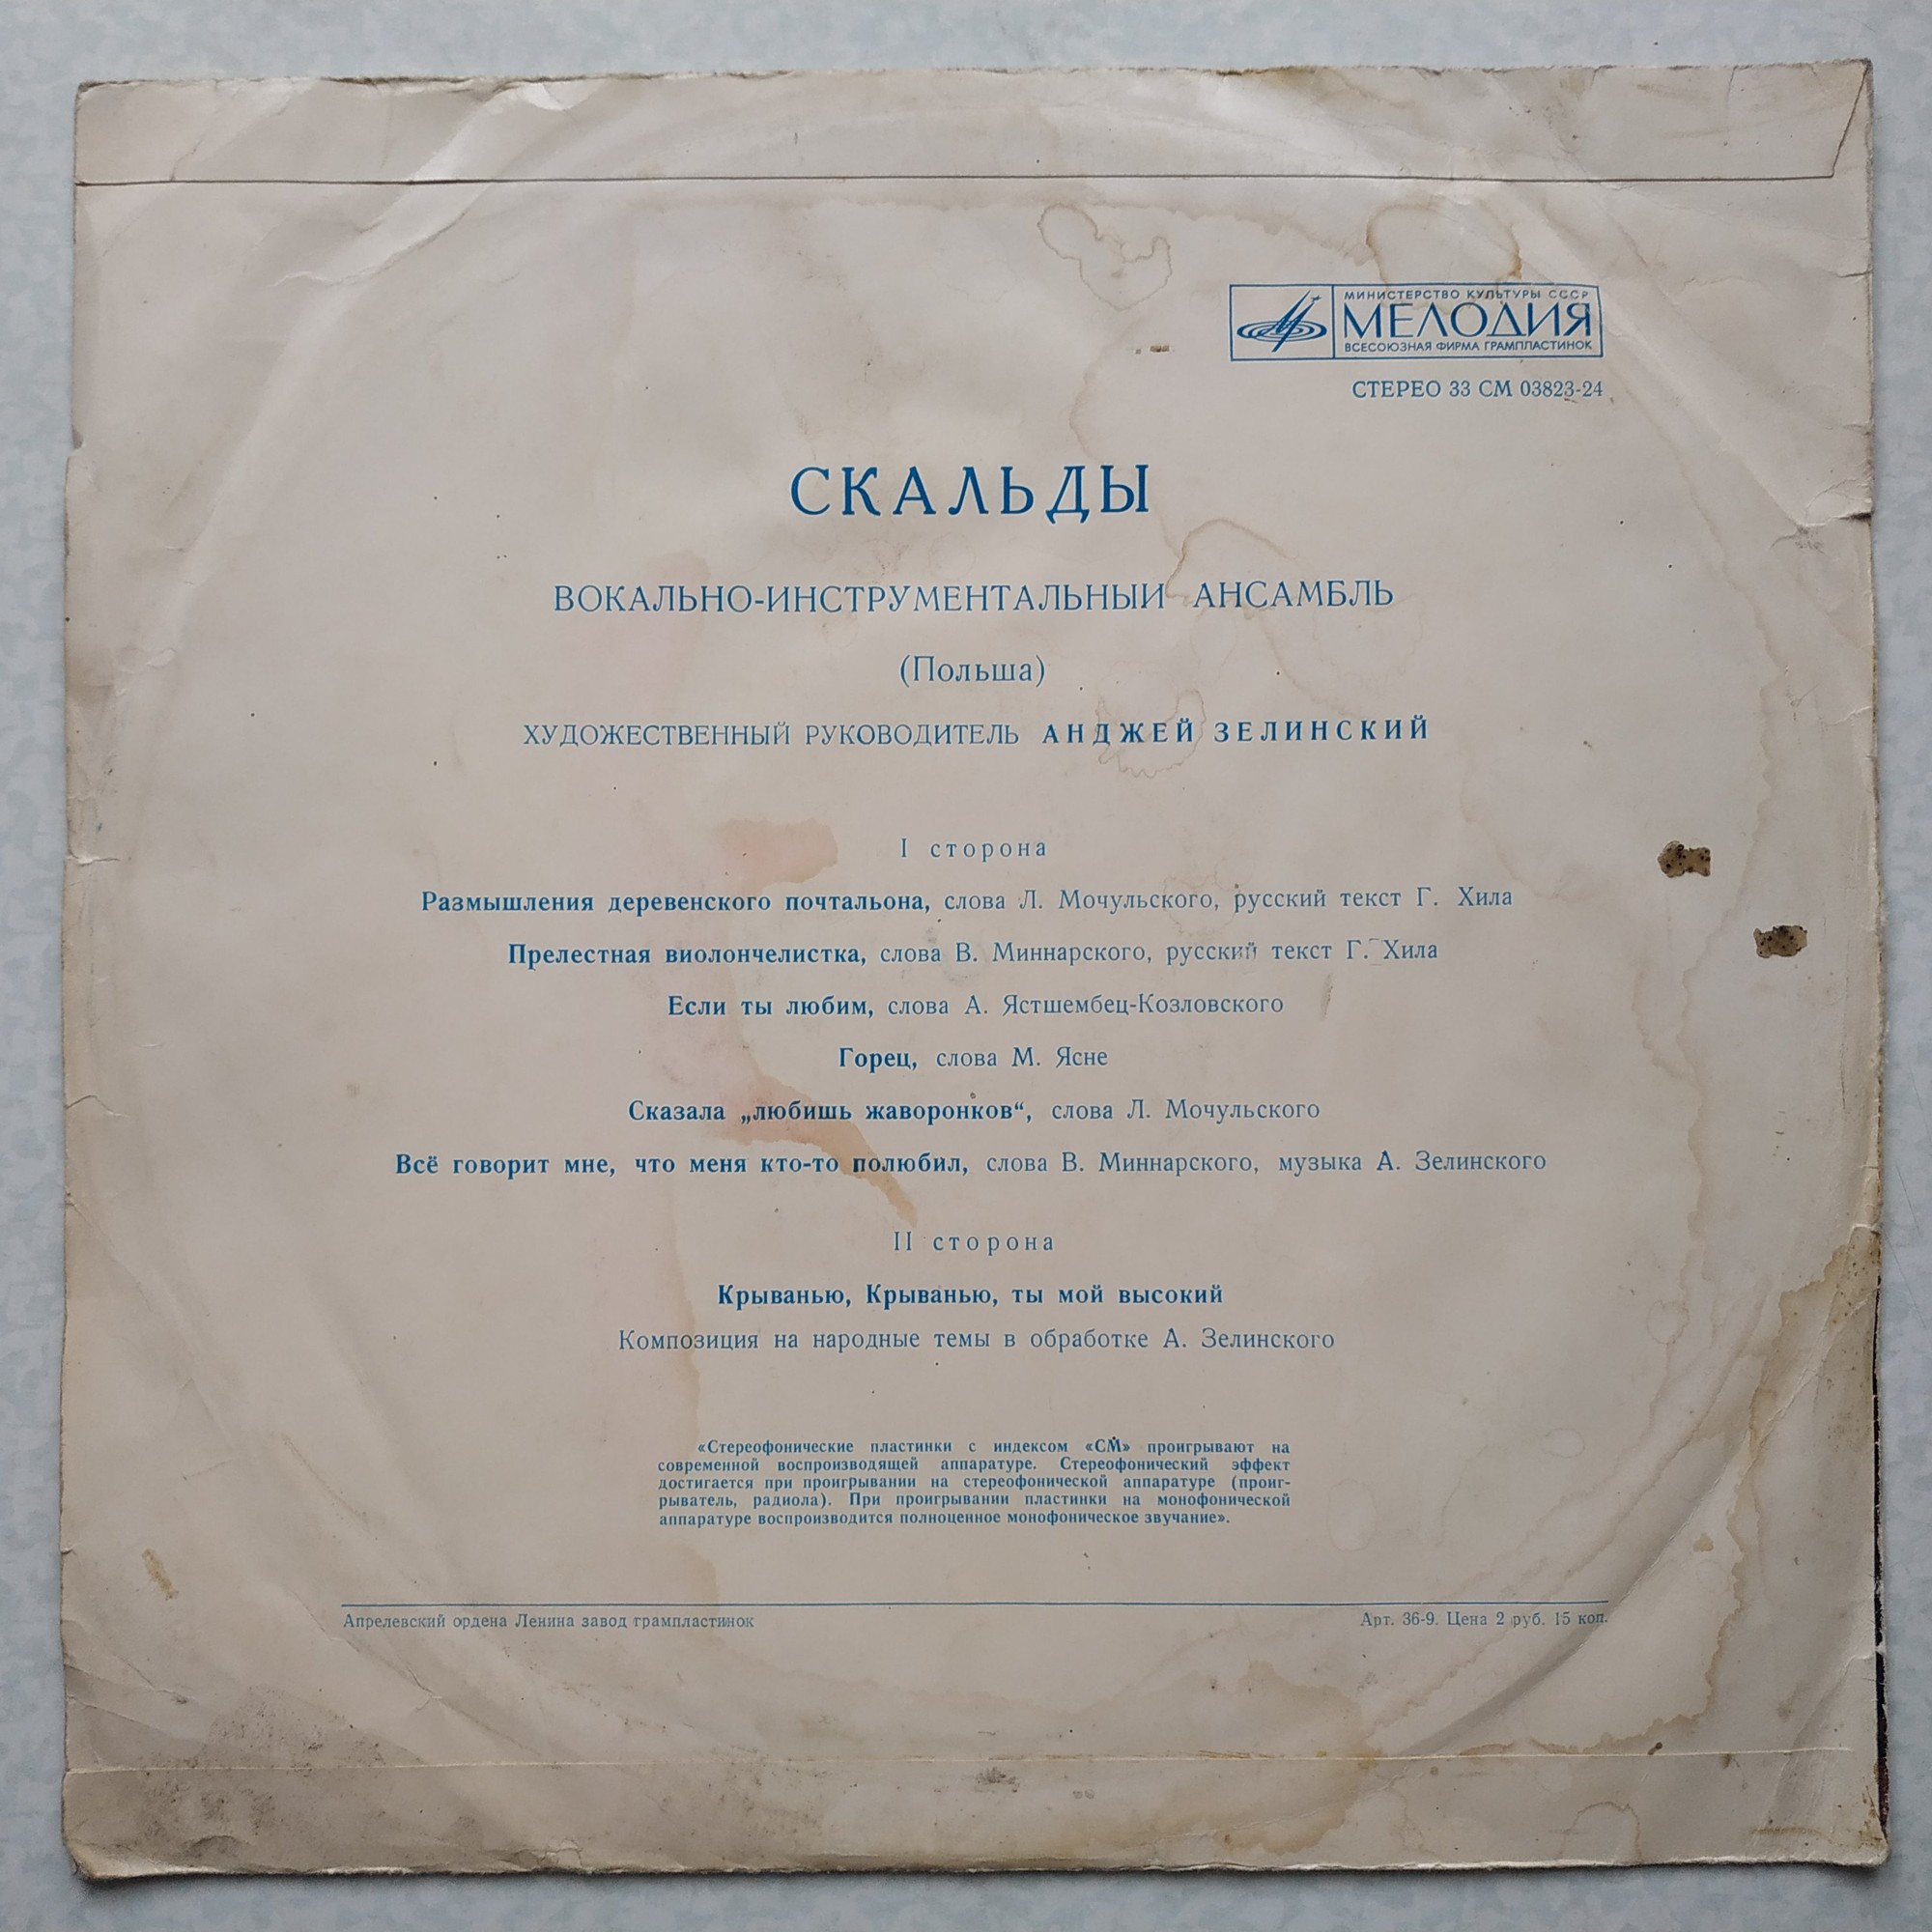 МИНИСТЕРСТВО КУЛЬТУРЫ СССР
МЕЛОДИЯ
ВСЕСОЮЗНАЯ ФИРМА ГРАМПЛАСТИНОК
СТЕРЕО 33 СМ 03823-24
СКАЛЬДЫ
ВОКАЛЬНО-ИНСТРУМЕНТАЛЬНЫИ АНСАМБЛЬ
(Польша)
ХУДОЖЕСТВЕННЫЙ РУКОВОДИТЕЛЬ АНДЖЕЙ ЗЕЛИНСКИЙ
I сторона
Размышления деревенского почтальона, слова Л. Мочульского, русский текст Г. Хила
Прелестная виолончелистка, слова В. Миннарского, русский текст Г. Хила
Если ты любим, слова А. Ястшембец-Козловского
Горец, слова М. Ясне
Сказала „любишь жаворонков“, слова Л. Мочульского
Всё говорит мне, что меня кто-то полюбил, слова В. Миннарского, музыка А. Зелинского
II сторона
Крыванью, Крыванью, ты мой высокий
Композиция на народные темы в обработке А. Зелинского
«Стереофонические пластинки с индексом «СМ» проигрывают на
современной воспроизводящей аппаратуре. Стереофонический эффект
достигается при проигрывании на стереофонической аппаратуре (проиг-
рыватель, радиола). При проигрывании пластинки на монофонической
аппаратуре воспроизводится полноценное монофоническое звучание».
Апрелевский ордена Ленина завод грампластинок
Арт. 36-9. Цена 2 руб. 15 коп.